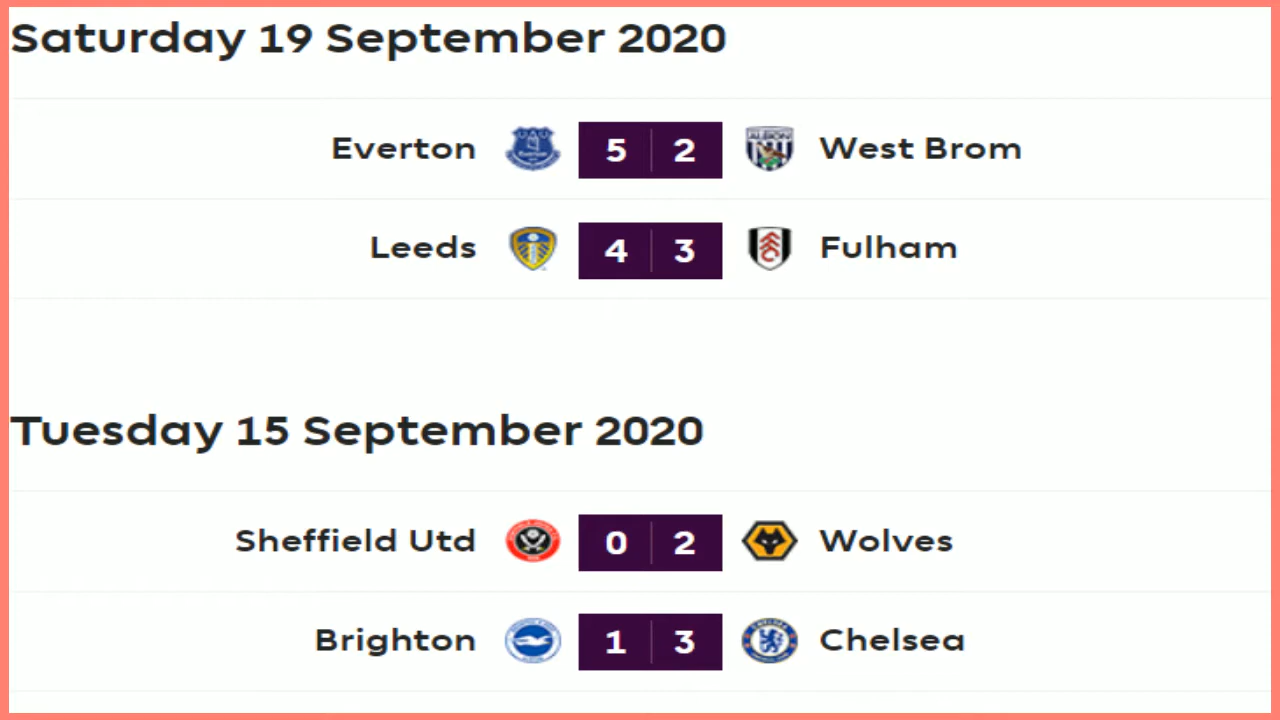 Saturday 19 September 2020
Everton 5 2 West Brom
Leeds 4 3 Fulham
Tuesday 15 September 2020
Sheffield Utd 0 2 Wolves
Brighton 1 3 Chelsea